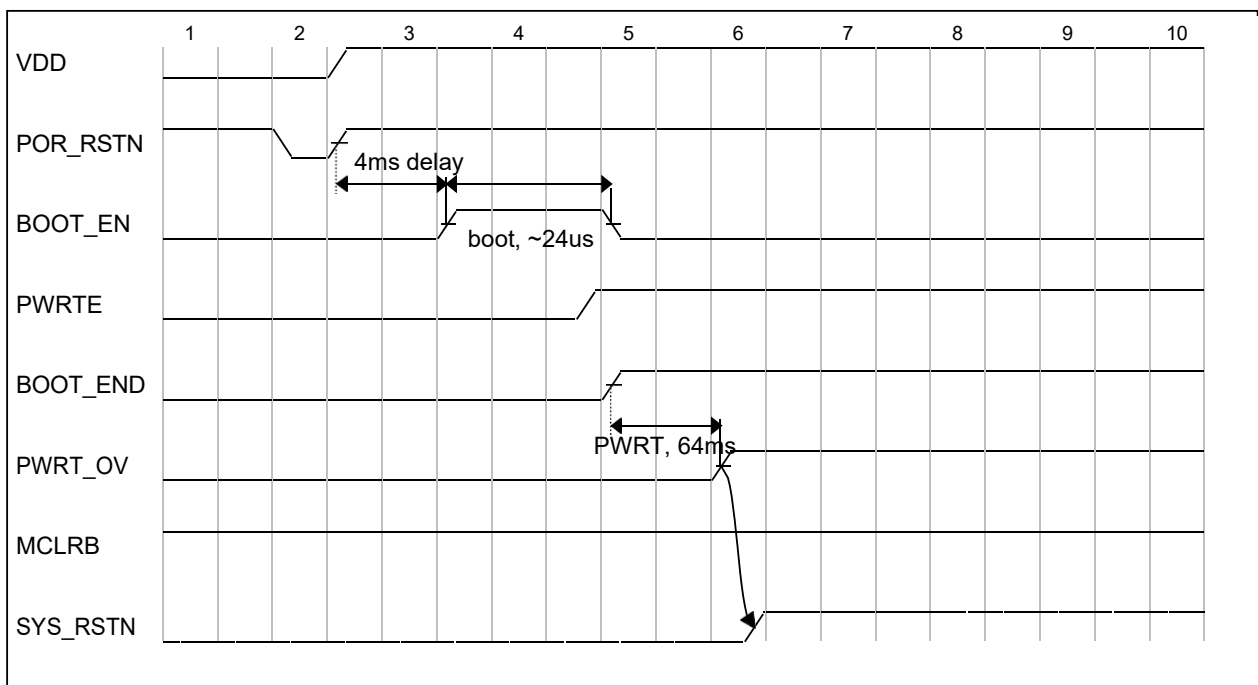 1 2 3 4 5 6 7 8 9 10
VDD
POR_RSTN
4ms delay
BOOT_EN
boot, ~24us
PWRTE
BOOT_END
PWRT, 64ms
PWRT_OV
MCLRB
SYS_RSTN